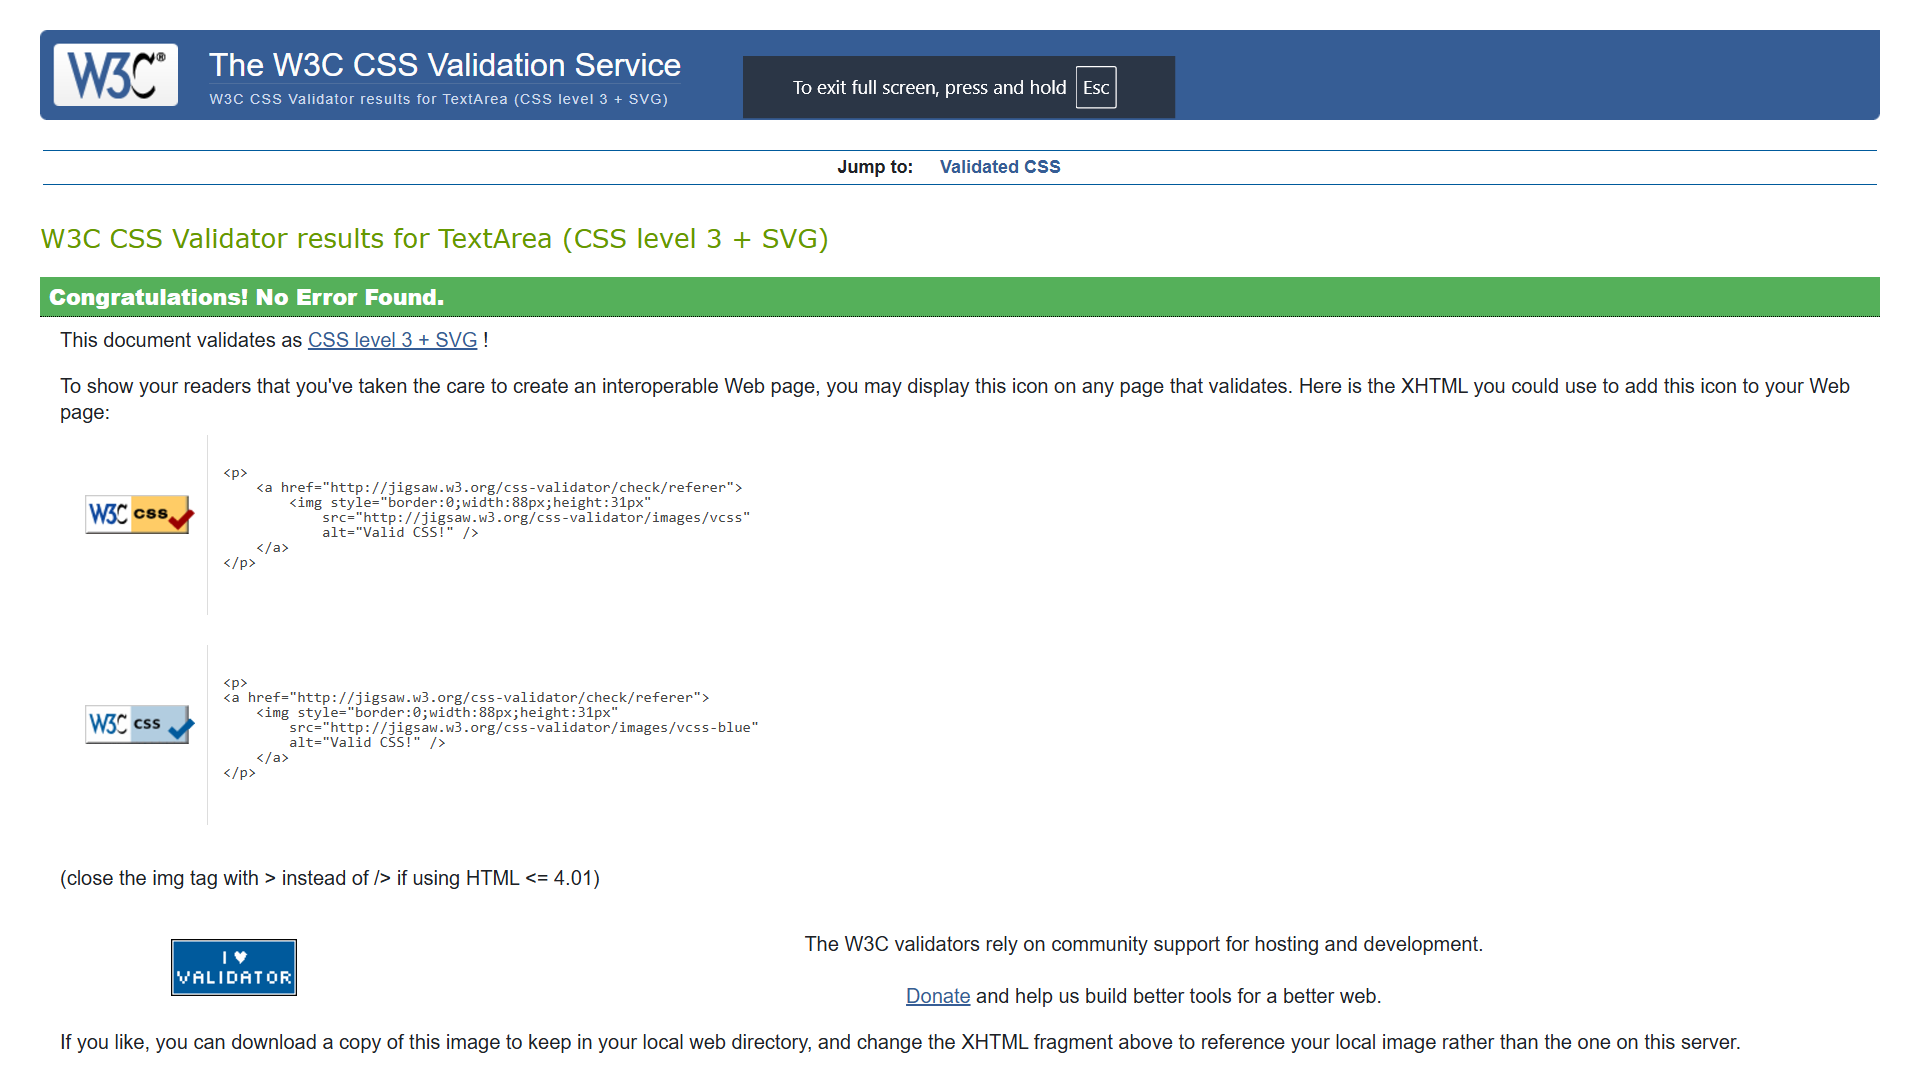 W3C®
The W3C CSS Validation Service
W3C CSS Validator results for TextArea (CSS level 3 + SVG)
To exit full screen, press and hold Esc
Jump to: Validated CSS
W3C CSS Validator results for TextArea (CSS level 3 + SVG)
Congratulations! No Error Found.
This document validates as CSS level 3 + SVG !
To show your readers that you've taken the care to create an interoperable Web page, you may display this icon on any page that validates. Here is the XHTML you could use to add this icon to your Web
page:
W3C css
<p>
    <a href="http://jigsaw.w3.org/css-validator/check/referer">
        <img style="border:0;width:88px;height:31px"
            src="http://jigsaw.w3.org/css-validator/images/vcss"
            alt="Valid CSS!" />
    </a>
</p>
W3C css
<p>
<a href="http://jigsaw.w3.org/css-validator/check/referer">
    <img style="border:0;width:88px;height:31px"
        src="http://jigsaw.w3.org/css-validator/images/vcss-blue"
        alt="Valid CSS!" />
    </a>
</p>
(close the img tag with > instead of /> if using HTML <= 4.01)
I ♥
VALIDATOR
The W3C validators rely on community support for hosting and development.
Donate and help us build better tools for a better web.
If you like, you can download a copy of this image to keep in your local web directory, and change the XHTML fragment above to reference your local image rather than the one on this server.